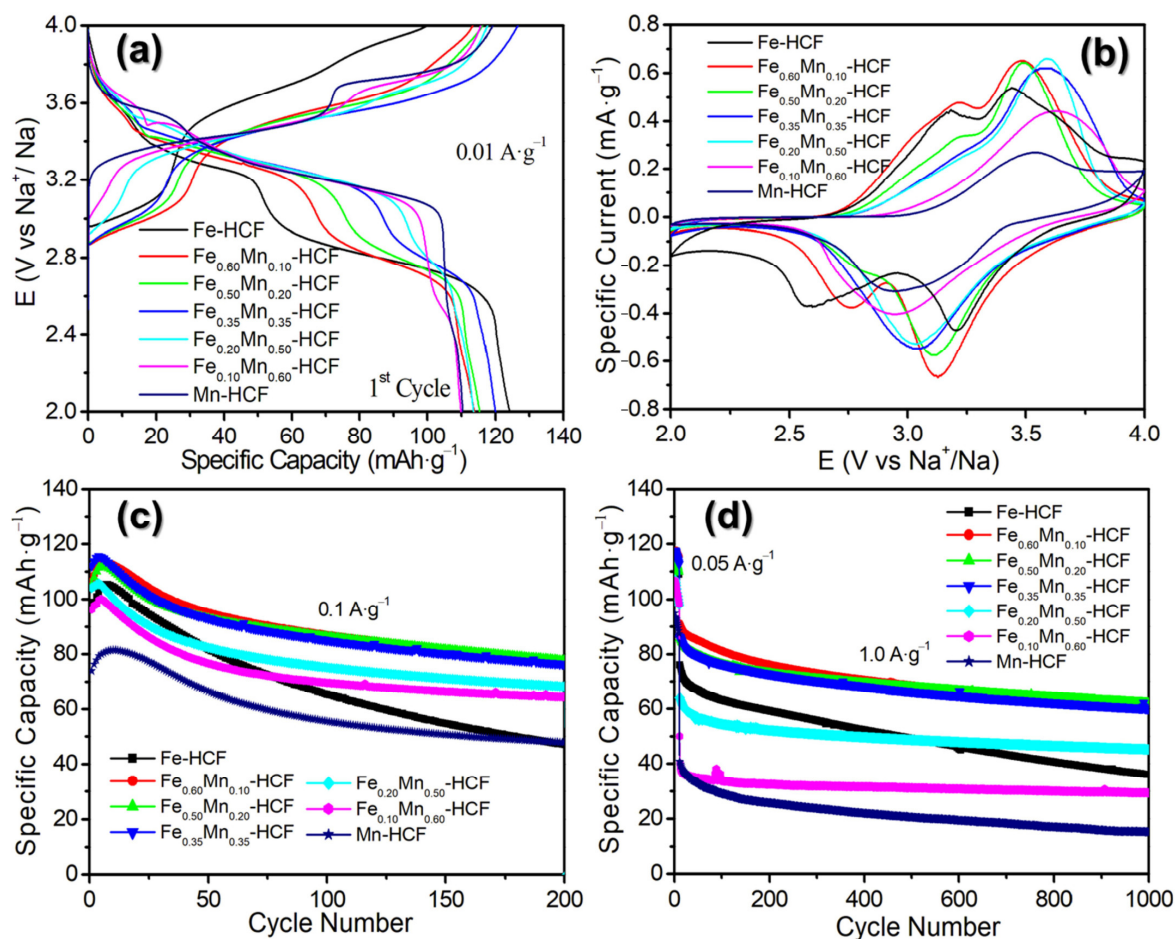 (a)
E (V vs Na⁺/ Na)
4.0
3.6
3.2
2.8
2.4
2.0
0.01 A·g⁻¹
Fe-HCF
Fe₀.₆₀Mn₀.₁₀-HCF
Fe₀.₅₀Mn₀.₂₀-HCF
Fe₀.₃₅Mn₀.₃₅-HCF
Fe₀.₂₀Mn₀.₅₀-HCF
Fe₀.₁₀Mn₀.₆₀-HCF
Mn-HCF
1ˢᵗ Cycle
0 20 40 60 80 100 120 140
Specific Capacity (mAh·g⁻¹)
(b)
Specific Current (mA·g⁻¹)
0.8
0.6
0.4
0.2
0.0
−0.2
−0.4
−0.6
−0.8
Fe-HCF
Fe₀.₆₀Mn₀.₁₀-HCF
Fe₀.₅₀Mn₀.₂₀-HCF
Fe₀.₃₅Mn₀.₃₅-HCF
Fe₀.₂₀Mn₀.₅₀-HCF
Fe₀.₁₀Mn₀.₆₀-HCF
Mn-HCF
2.0 2.5 3.0 3.5 4.0
E (V vs Na⁺/Na)
(c)
Specific Capacity (mAh·g⁻¹)
140
120
100
80
60
40
20
0
0.1 A·g⁻¹
Fe-HCF
Fe₀.₆₀Mn₀.₁₀-HCF
Fe₀.₅₀Mn₀.₂₀-HCF
Fe₀.₃₅Mn₀.₃₅-HCF
Fe₀.₂₀Mn₀.₅₀-HCF
Fe₀.₁₀Mn₀.₆₀-HCF
Mn-HCF
0 50 100 150 200
Cycle Number
(d)
Specific Capacity (mAh·g⁻¹)
140
120
100
80
60
40
20
0
0.05 A·g⁻¹
1.0 A·g⁻¹
Fe-HCF
Fe₀.₆₀Mn₀.₁₀-HCF
Fe₀.₅₀Mn₀.₂₀-HCF
Fe₀.₃₅Mn₀.₃₅-HCF
Fe₀.₂₀Mn₀.₅₀-HCF
Fe₀.₁₀Mn₀.₆₀-HCF
Mn-HCF
0 200 400 600 800 1000
Cycle Number